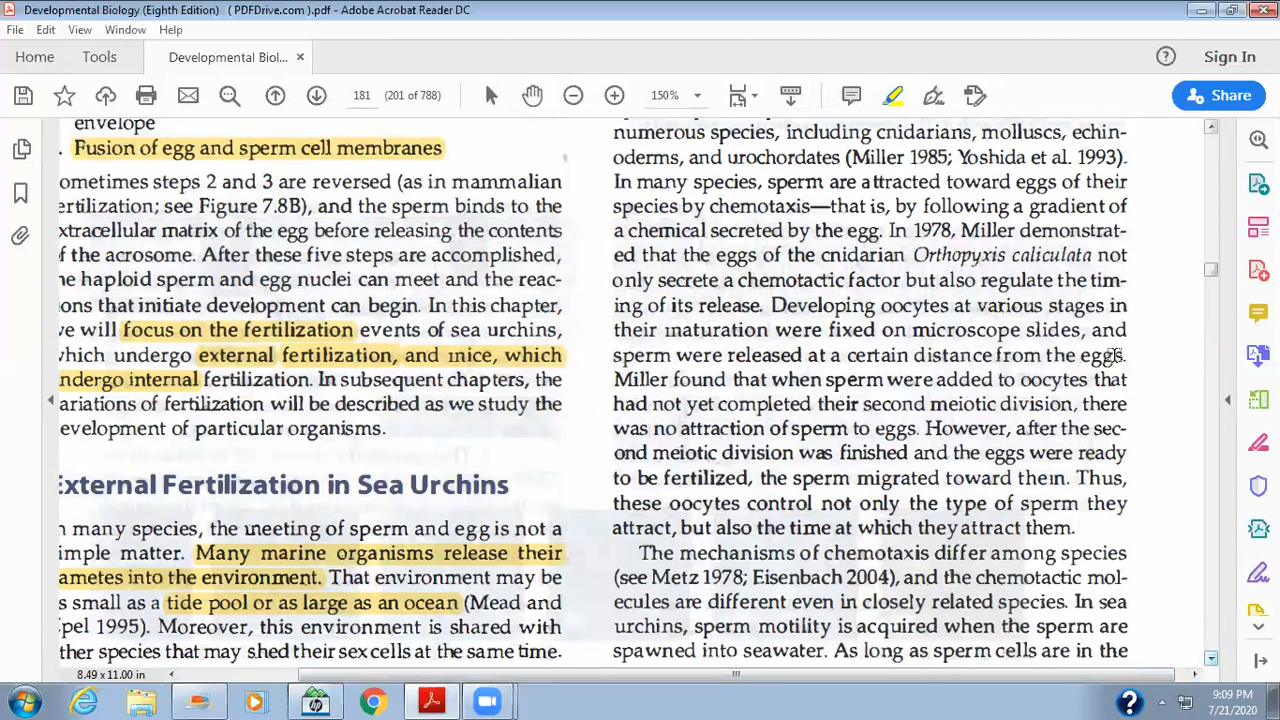 Developmental Biology (Eighth Edition) ( PDFDrive.com ).pdf - Adobe Acrobat Reader DC
File Edit View Window Help
Home Tools Developmental Biol... × Sign In
181 (201 of 788) 150% Share
envelope
. Fusion of egg and sperm cell membranes
ometimes steps 2 and 3 are reversed (as in mammalian
ertilization; see Figure 7.8B), and the sperm binds to the
xtracellular matrix of the egg before releasing the contents
f the acrosome. After these five steps are accomplished,
he haploid sperm and egg nuclei can meet and the reac-
ions that initiate development can begin. In this chapter,
ve will focus on the fertilization events of sea urchins,
vhich undergo external fertilization, and mice, which
ndergo internal fertilization. In subsequent chapters, the
ariations of fertilization will be described as we study the
evelopment of particular organisms.
External Fertilization in Sea Urchins
n many species, the meeting of sperm and egg is not a
imple matter. Many marine organisms release their
ametes into the environment. That environment may be
s small as a tide pool or as large as an ocean (Mead and
Epel 1995). Moreover, this environment is shared with
ther species that may shed their sex cells at the same time.
numerous species, including cnidarians, molluscs, echin-
oderms, and urochordates (Miller 1985; Yoshida et al. 1993).
In many species, sperm are attracted toward eggs of their
species by chemotaxis—that is, by following a gradient of
a chemical secreted by the egg. In 1978, Miller demonstrat-
ed that the eggs of the cnidarian Orthopyxis caliculata not
only secrete a chemotactic factor but also regulate the tim-
ing of its release. Developing oocytes at various stages in
their maturation were fixed on microscope slides, and
sperm were released at a certain distance from the eggs.
Miller found that when sperm were added to oocytes that
had not yet completed their second meiotic division, there
was no attraction of sperm to eggs. However, after the sec-
ond meiotic division was finished and the eggs were ready
to be fertilized, the sperm migrated toward them. Thus,
these oocytes control not only the type of sperm they
attract, but also the time at which they attract them.
The mechanisms of chemotaxis differ among species
(see Metz 1978; Eisenbach 2004), and the chemotactic mol-
ecules are different even in closely related species. In sea
urchins, sperm motility is acquired when the sperm are
spawned into seawater. As long as sperm cells are in the
8.49 x 11.00 in
9:09 PM
7/21/2020